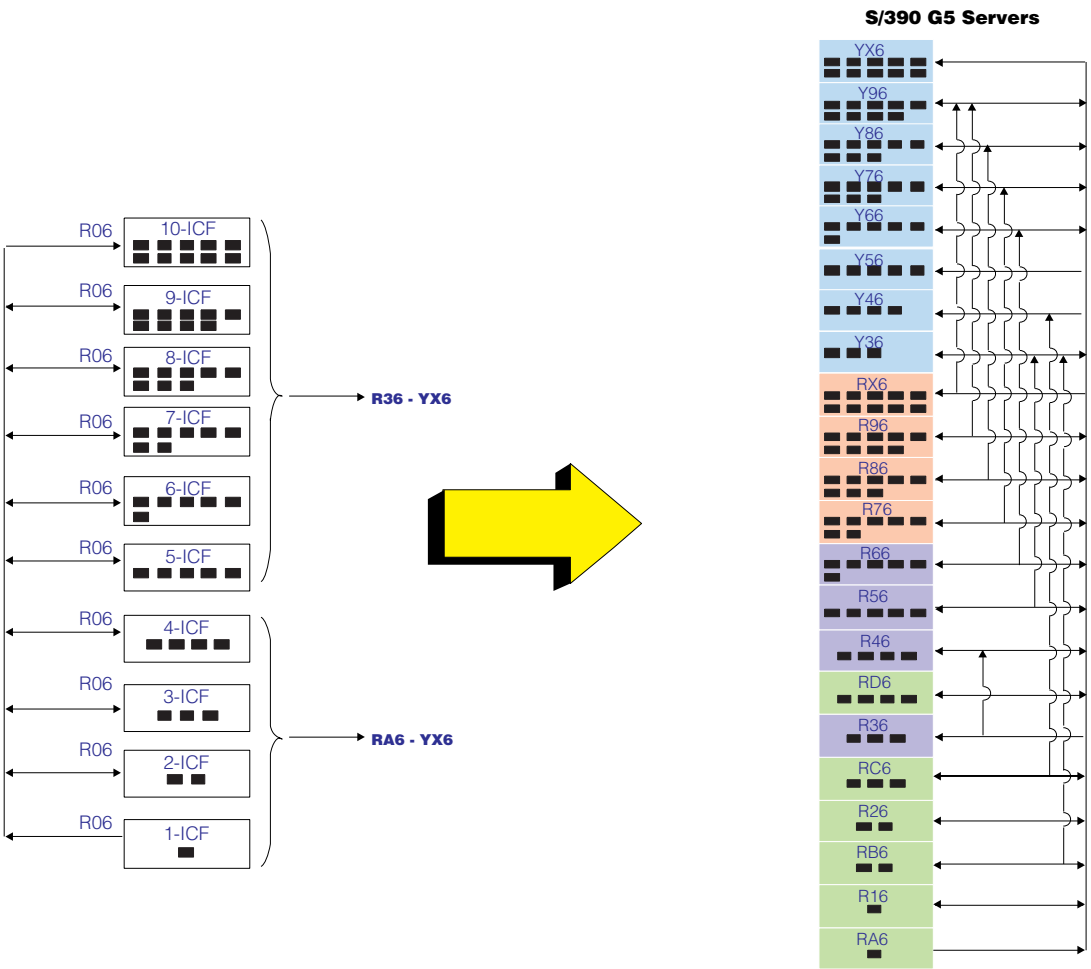 S/390 G5 Servers
R06
10-ICF
R06
9-ICF
R06
8-ICF
R06
7-ICF
R06
6-ICF
R06
5-ICF
R36 - YX6
R06
4-ICF
R06
3-ICF
R06
2-ICF
R06
1-ICF
RA6 - YX6
YX6
Y96
Y86
Y76
Y66
Y56
Y46
Y36
RX6
R96
R86
R76
R66
R56
R46
RD6
R36
RC6
R26
RB6
R16
RA6